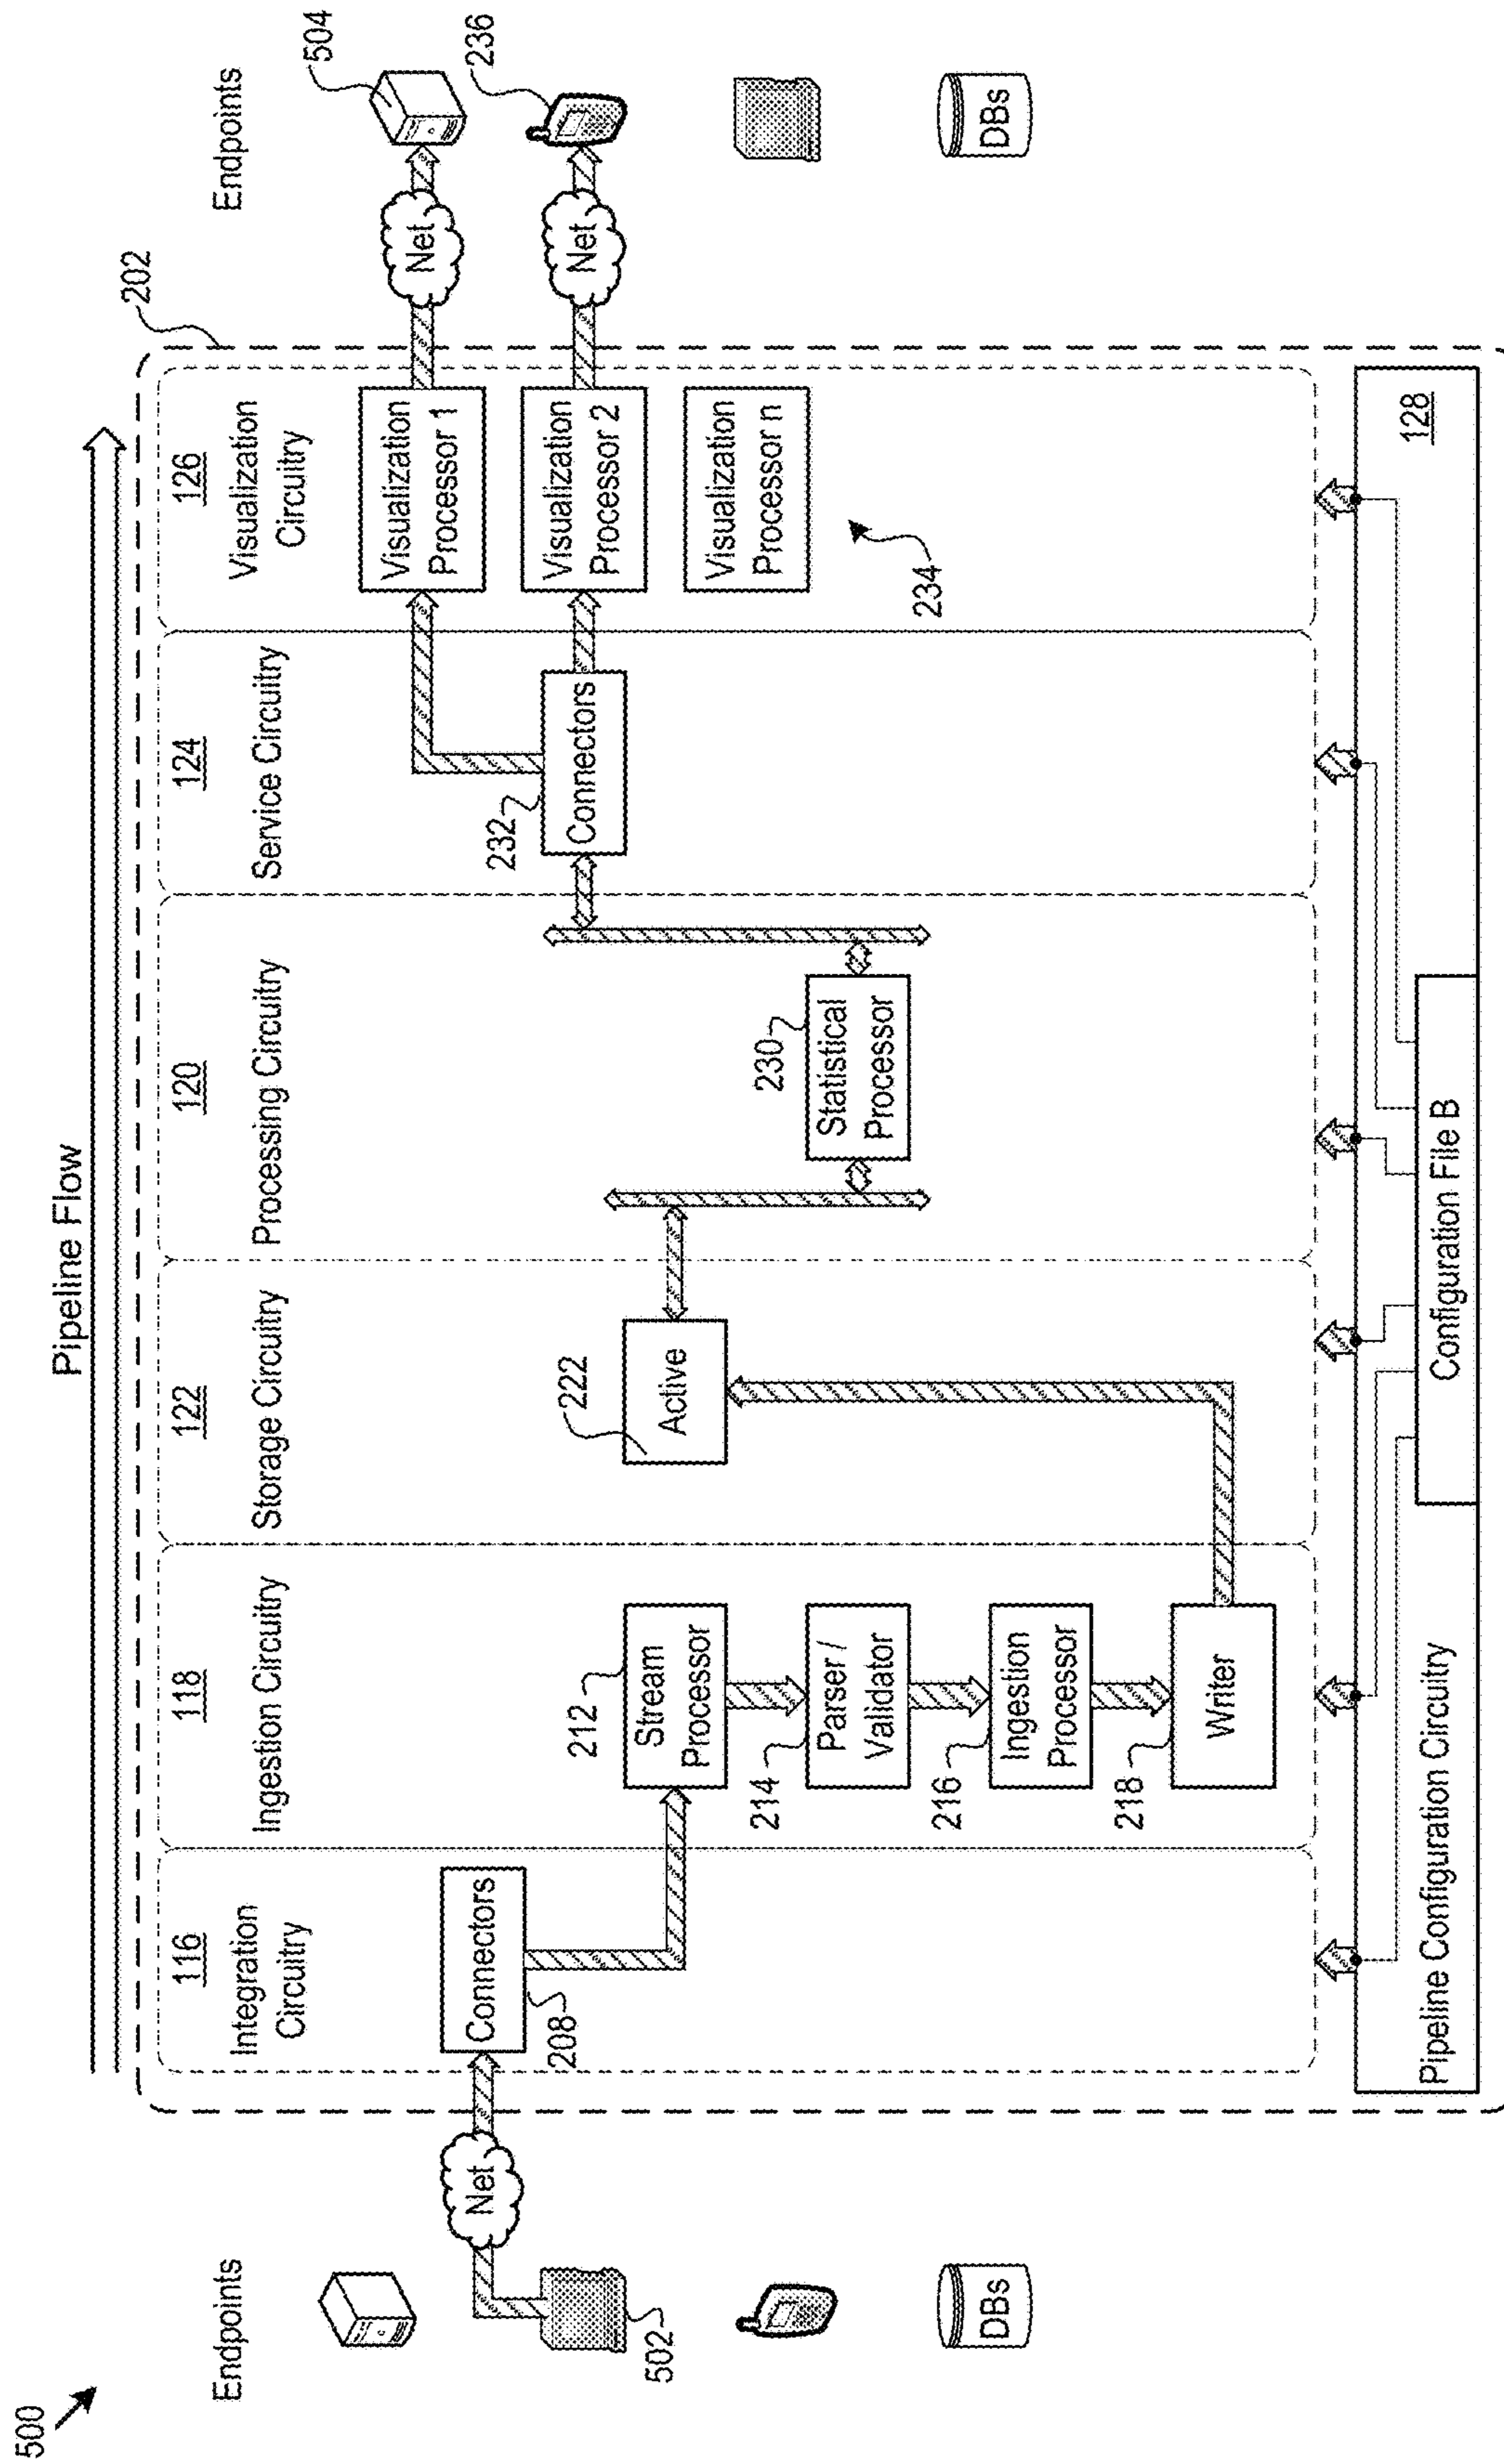 500
Pipeline Flow
202
Endpoints
502
DBs
Net
116
Integration
Circuitry
Connectors
208
118
Ingestion Circuitry
212
Stream
Processor
214
Parser /
Validator
216
Ingestion
Processor
218
Writer
122
Storage Circuitry
222
Active
120
Processing Circuitry
230
Statistical
Processor
124
Service Circuitry
232
Connectors
126
Visualization
Circuitry
Visualization
Processor 1
Visualization
Processor 2
Visualization
Processor n
234
Net
Net
Endpoints
504
236
DBs
Pipeline Configuration Circuitry
Configuration File B
128